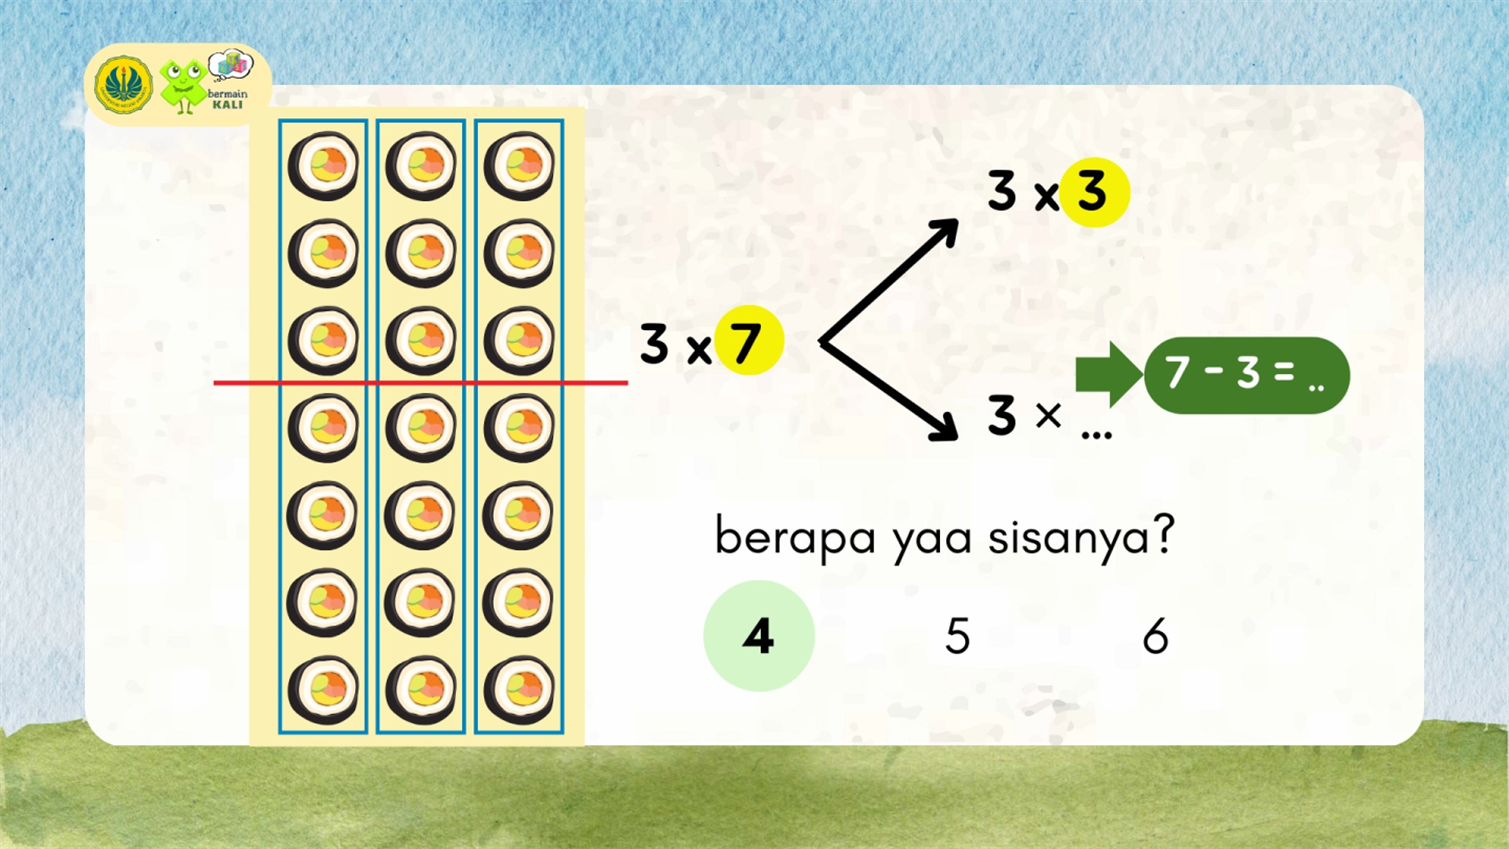 bermain
KALI
3 x 3
3 x 7
7 - 3 = ..
3 × ...
berapa yaa sisanya?
4 5 6